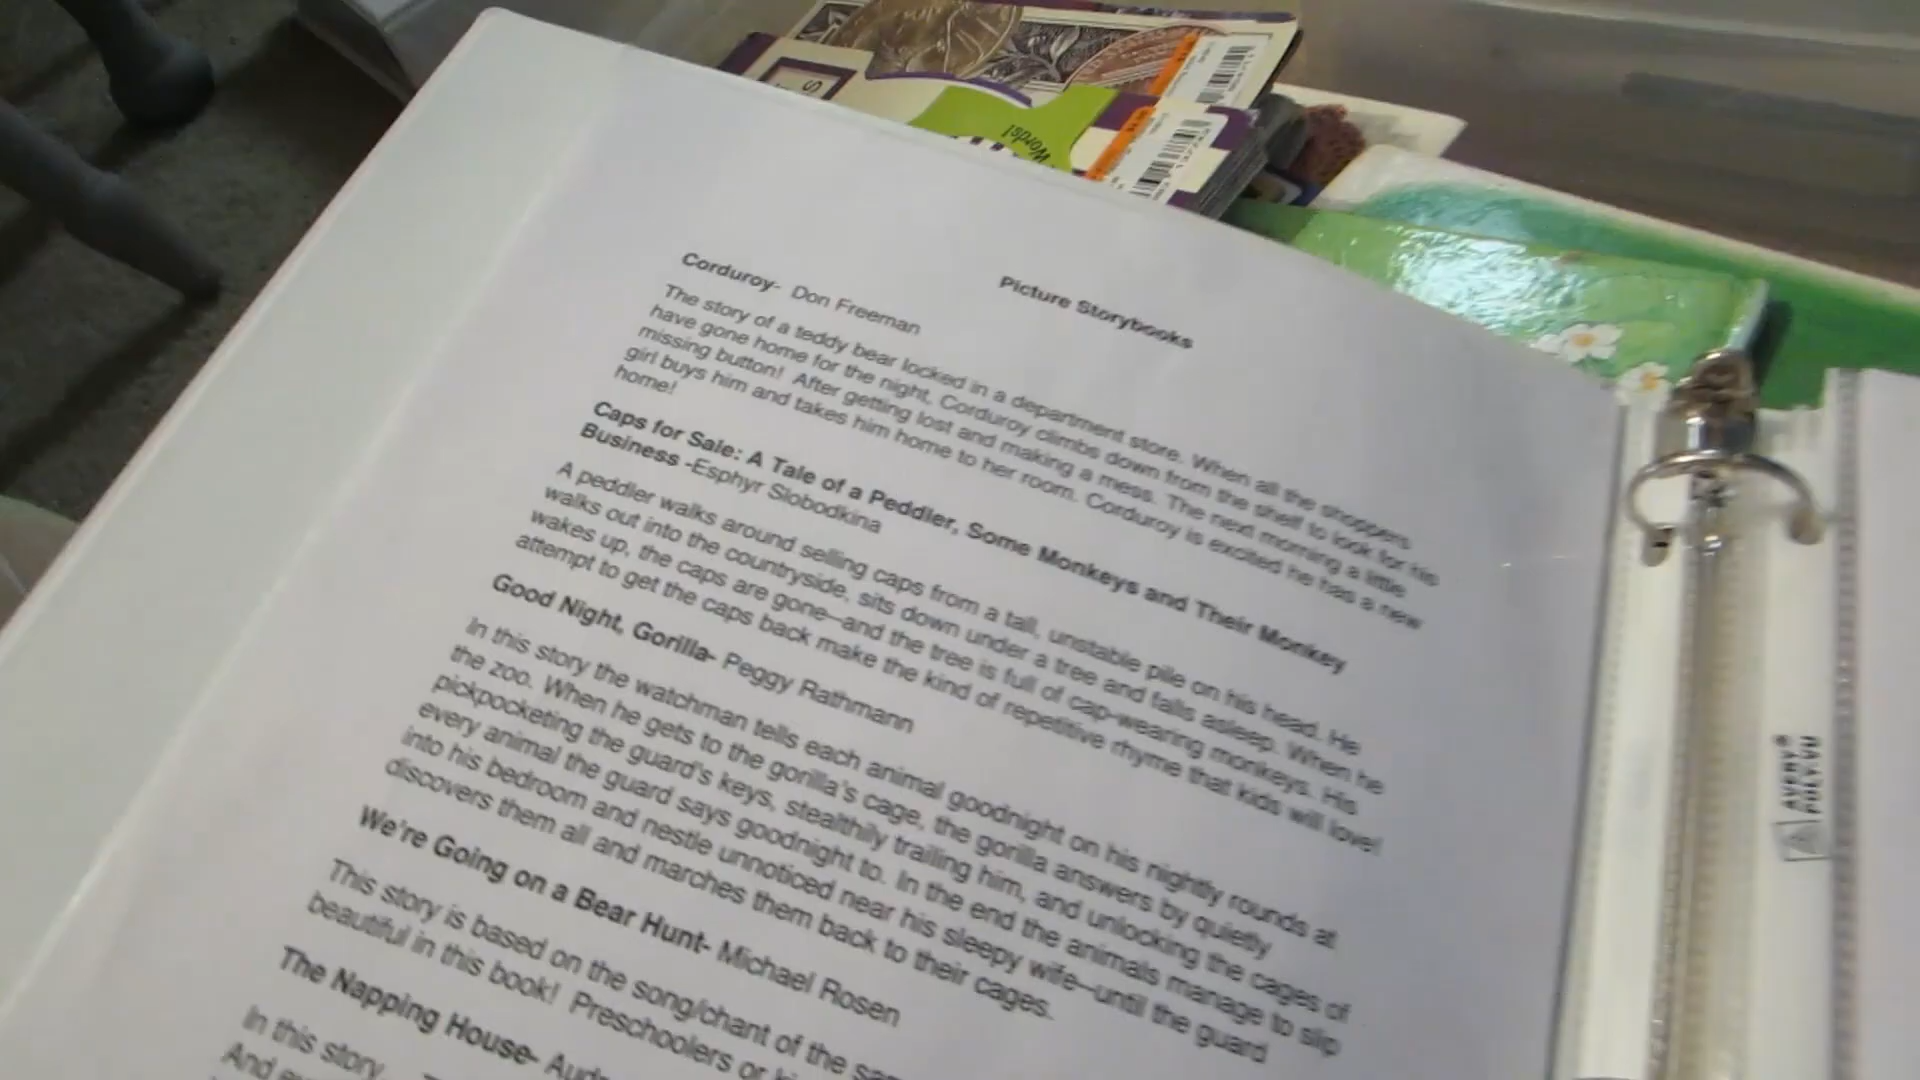 Words!
Picture Storybooks
Corduroy- Don Freeman
The story of a teddy bear locked in a department store. When all the shoppers
have gone home for the night, Corduroy climbs down from the shelf to look for his
missing button! After getting lost and making a mess. The next morning a little
girl buys him and takes him home to her room. Corduroy is excited he has a new
home!
Caps for Sale: A Tale of a Peddler, Some Monkeys and Their Monkey
Business -Esphyr Slobodkina
A peddler walks around selling caps from a tall, unstable pile on his head. He
walks out into the countryside, sits down under a tree and falls asleep. When he
wakes up, the caps are gone—and the tree is full of cap-wearing monkeys. His
attempt to get the caps back make the kind of repetitive rhyme that kids will love!
Good Night, Gorilla- Peggy Rathmann
In this story the watchman tells each animal goodnight on his nightly rounds at
the zoo. When he gets to the gorilla's cage, the gorilla answers by quietly
pickpocketing the guard's keys, stealthily trailing him, and unlocking the cages of
every animal the guard says goodnight to. In the end the animals manage to slip
into his bedroom and nestle unnoticed near his sleepy wife—until the guard
discovers them all and marches them back to their cages.
We're Going on a Bear Hunt- Michael Rosen
This story is based on the song/chant of the
beautiful in this book! Preschoolers or
The Napping House-
In this story
And
AVERY®
POLY-VU